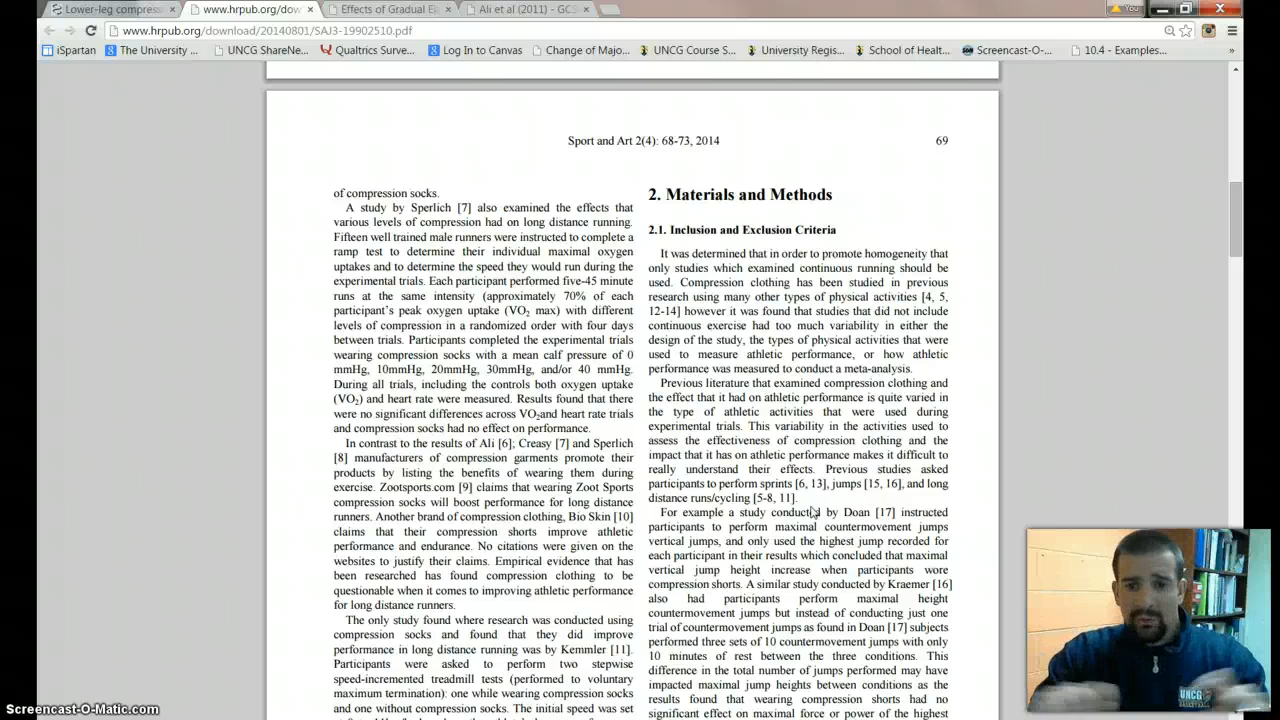 Lower-leg compress
www.hrpub.org/dow
Effects of Gradual E
Ali et al (2011) - GCS
You
www.hrpub.org/download/20140801/SAJ3-19902510.pdf
iSpartan
The University ...
UNCG ShareNe...
Qualtrics Surve...
Log In to Canvas
Change of Majo...
UNCG Course S...
University Regis...
School of Healt...
Screencast-O-...
10.4 - Examples...
»
Sport and Art 2(4): 68-73, 2014
69
of compression socks.
A study by Sperlich [7] also examined the effects that
various levels of compression had on long distance running.
Fifteen well trained male runners were instructed to complete a
ramp test to determine their individual maximal oxygen
uptakes and to determine the speed they would run during the
experimental trials. Each participant performed five-45 minute
runs at the same intensity (approximately 70% of each
participant's peak oxygen uptake (VO2 max) with different
levels of compression in a randomized order with four days
between trials. Participants completed the experimental trials
wearing compression socks with a mean calf pressure of 0
mmHg, 10mmHg, 20mmHg, 30mmHg, and/or 40 mmHg.
During all trials, including the controls both oxygen uptake
(VO2) and heart rate were measured. Results found that there
were no significant differences across VO2and heart rate trials
and compression socks had no effect on performance.
In contrast to the results of Ali [6]; Creasy [7] and Sperlich
[8] manufacturers of compression garments promote their
products by listing the benefits of wearing them during
exercise. Zootsports.com [9] claims that wearing Zoot Sports
compression socks will boost performance for long distance
runners. Another brand of compression clothing, Bio Skin [10]
claims that their compression shorts improve athletic
performance and endurance. No citations were given on the
websites to justify their claims. Empirical evidence that has
been researched has found compression clothing to be
questionable when it comes to improving athletic performance
for long distance runners.
The only study found where research was conducted using
compression socks and found that they did improve
performance in long distance running was by Kemmler [11].
Participants were asked to perform two stepwise
speed-incremented treadmill tests (performed to voluntary
maximum termination): one while wearing compression socks
and one without compression socks. The initial speed was set
2. Materials and Methods
2.1. Inclusion and Exclusion Criteria
It was determined that in order to promote homogeneity that
only studies which examined continuous running should be
used. Compression clothing has been studied in previous
research using many other types of physical activities [4, 5,
12-14] however it was found that studies that did not include
continuous exercise had too much variability in either the
design of the study, the types of physical activities that were
used to measure athletic performance, or how athletic
performance was measured to conduct a meta-analysis.
Previous literature that examined compression clothing and
the effect that it had on athletic performance is quite varied in
the type of athletic activities that were used during
experimental trials. This variability in the activities used to
assess the effectiveness of compression clothing and the
impact that it has on athletic performance makes it difficult to
really understand their effects. Previous studies asked
participants to perform sprints [6, 13], jumps [15, 16], and long
distance runs/cycling [5-8, 11].
For example a study conducted by Doan [17] instructed
participants to perform maximal countermovement jumps
vertical jumps, and only used the highest jump recorded for
each participant in their results which concluded that maximal
vertical jump height increase when participants wore
compression shorts. A similar study conducted by Kraemer [16]
also had participants perform maximal height
countermovement jumps but instead of conducting just one
trial of countermovement jumps as found in Doan [17] subjects
performed three sets of 10 countermovement jumps with only
10 minutes of rest between the three conditions. This
difference in the total number of jumps performed may have
impacted maximal jump heights between conditions as the
results found that wearing compression shorts had no
significant effect on maximal force or power of the highest
UNCG
BASKETBALL
Screencast-O-Matic.com